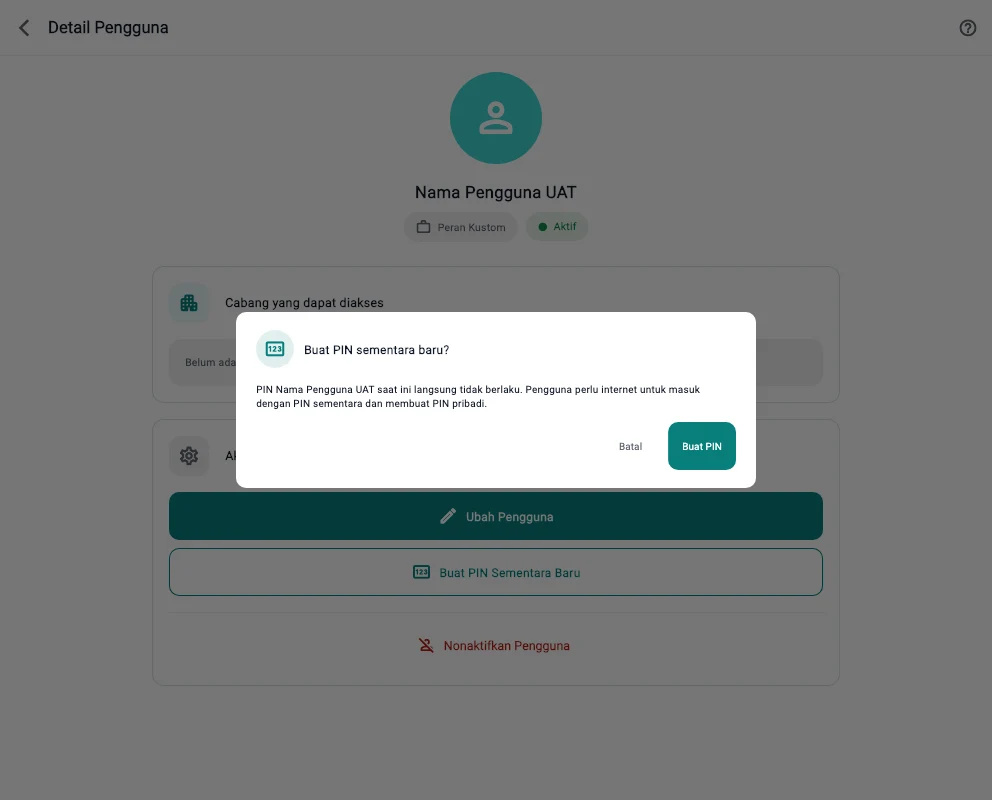 Detail Pengguna
Nama Pengguna UAT
Peran Kustom
Aktif
Cabang yang dapat diakses
Belum ada
123
Buat PIN sementara baru?
PIN Nama Pengguna UAT saat ini langsung tidak berlaku. Pengguna perlu internet untuk masuk
dengan PIN sementara dan membuat PIN pribadi.
Batal
Buat PIN
Ubah Pengguna
123
Buat PIN Sementara Baru
Nonaktifkan Pengguna